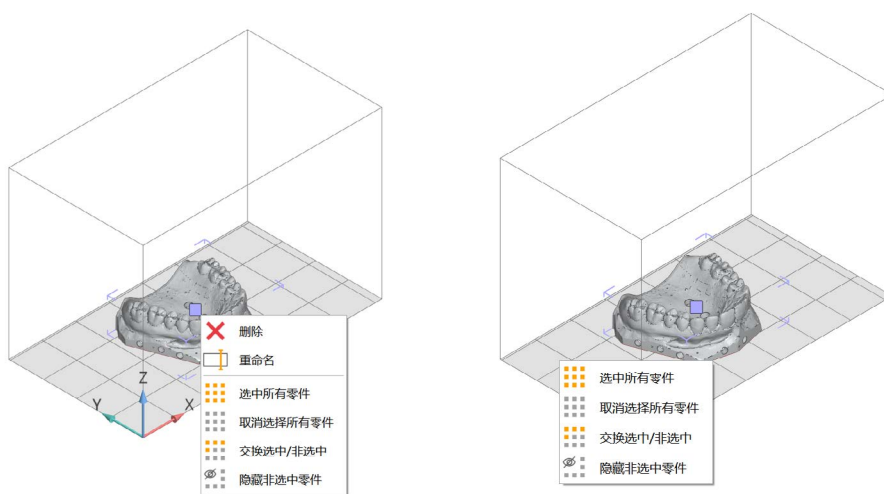 删除
重命名
选中所有零件
取消选择所有零件
交换选中/非选中
隐藏非选中零件
Z
Y
X
选中所有零件
取消选择所有零件
交换选中/非选中
隐藏非选中零件